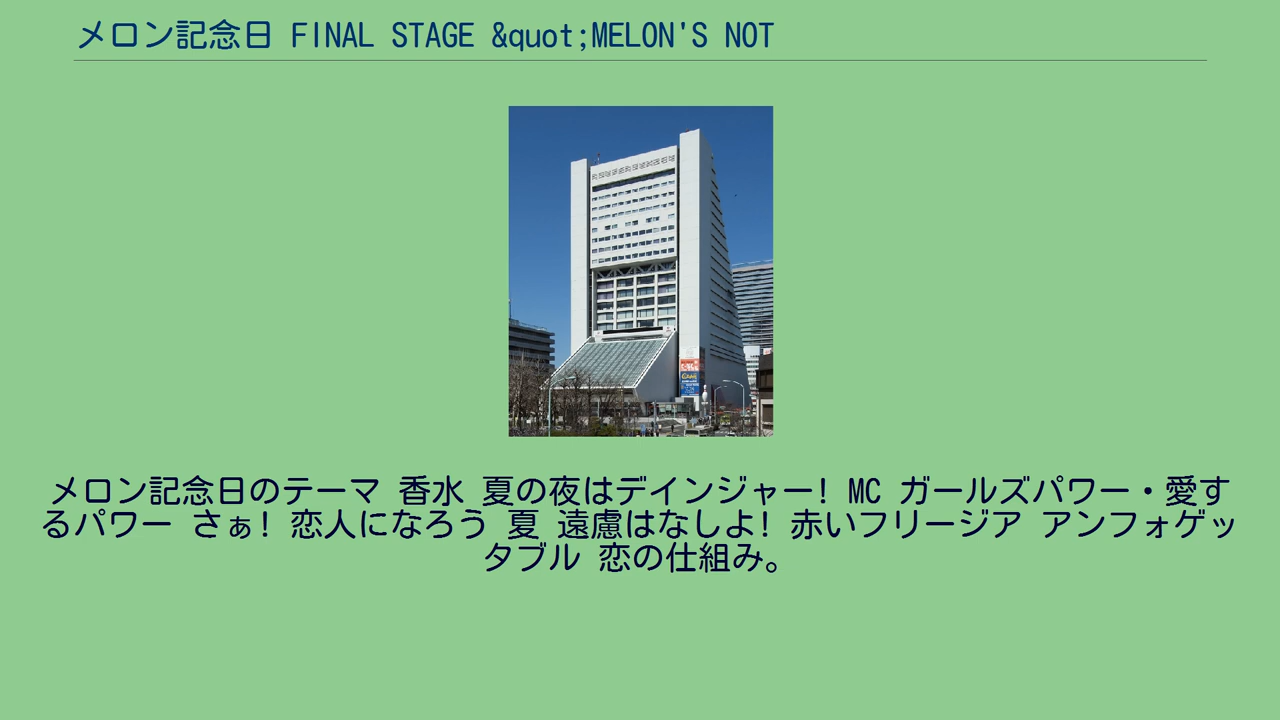 メロン記念日 FINAL STAGE &quot;MELON'S NOT
メロン記念日のテーマ 香水 夏の夜はデインジャー! MC ガールズパワー・愛す
るパワー さぁ! 恋人になろう 夏 遠慮はなしよ! 赤いフリージア アンフォゲッ
タブル 恋の仕組み。